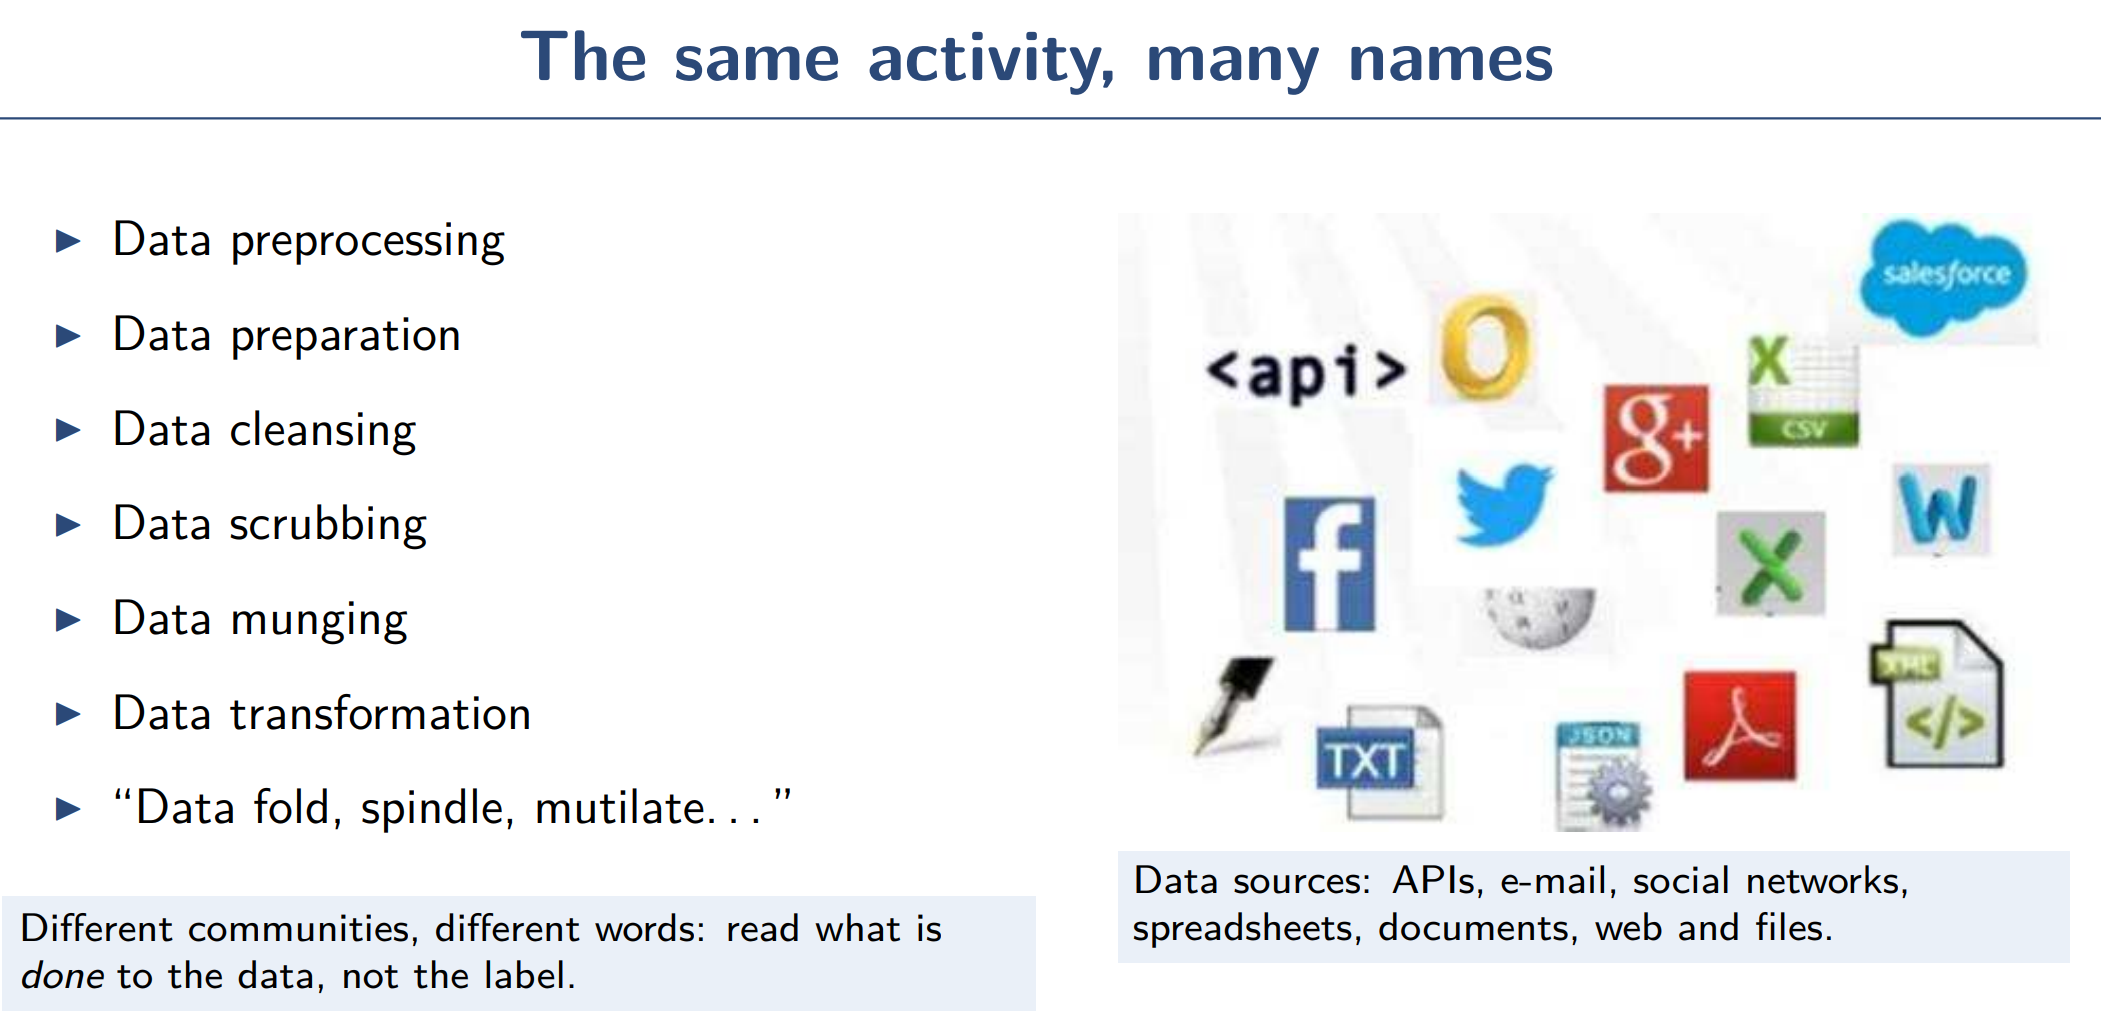 The same activity, many names
▶ Data preprocessing
▶ Data preparation
▶ Data cleansing
▶ Data scrubbing
▶ Data munging
▶ Data transformation
▶ “Data fold, spindle, mutilate. . . ”
Different communities, different words: read what is
done to the data, not the label.
salesforce
<api>
g+
X
CSV
W
f
X
XML
</>
TXT
JSON
Data sources: APIs, e-mail, social networks,
spreadsheets, documents, web and files.